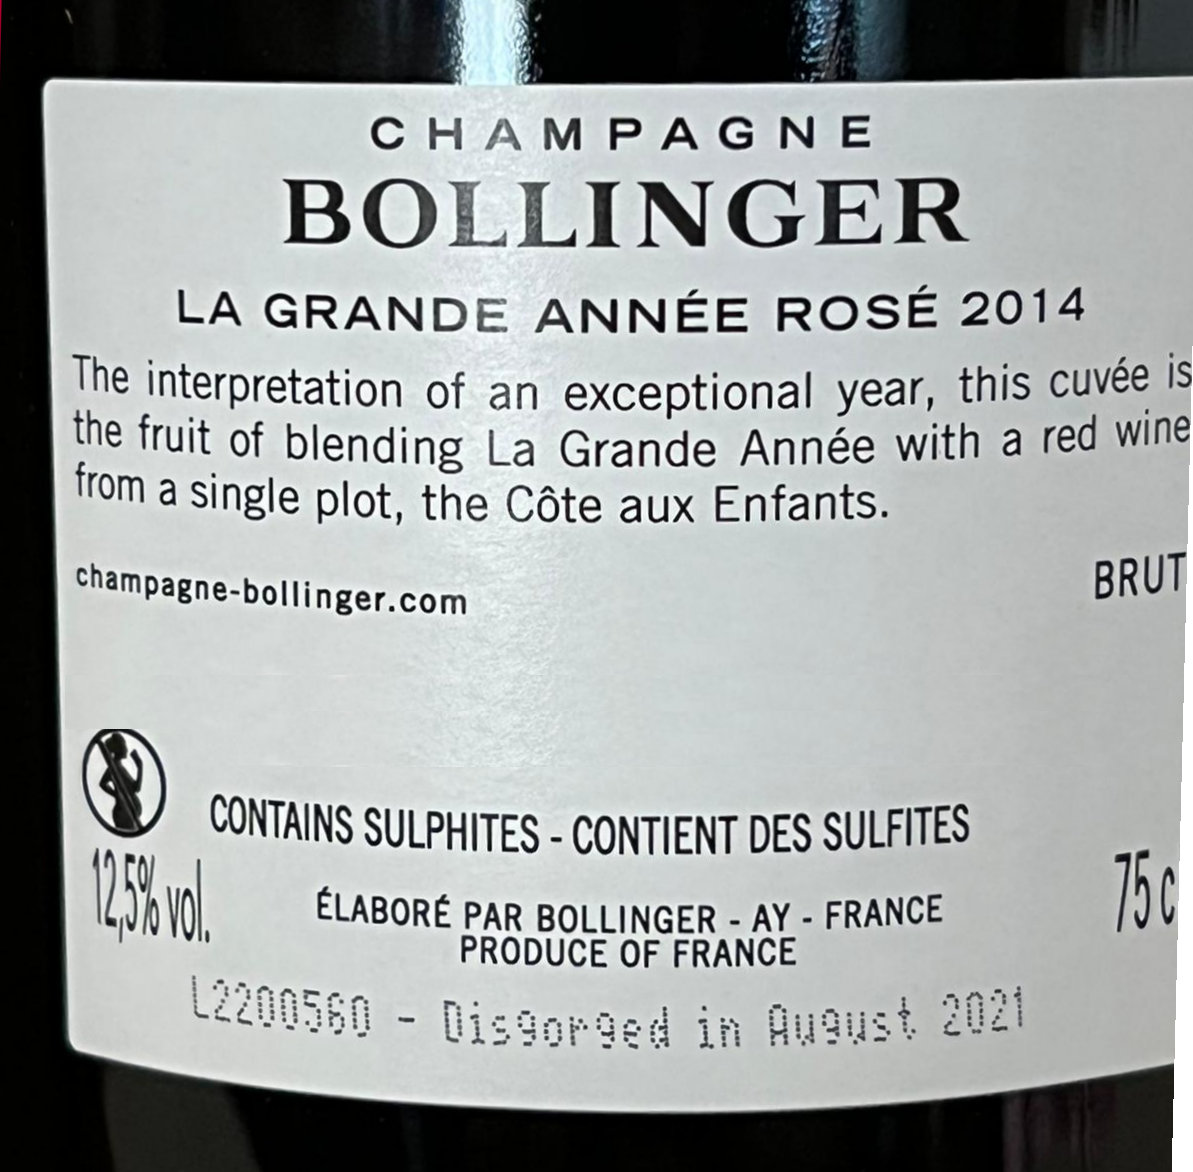 CHAMPAGNE
BOLLINGER
LA GRANDE ANNÉE ROSÉ 2014
The interpretation of an exceptional year, this cuvée is
the fruit of blending La Grande Année with a red wine
from a single plot, the Côte aux Enfants.
champagne-bollinger.com
BRUT
CONTAINS SULPHITES - CONTIENT DES SULFITES
12,5% vol.
75 c
ÉLABORÉ PAR BOLLINGER - AY - FRANCE
PRODUCE OF FRANCE
L2200560 - Disgorged in August 2021